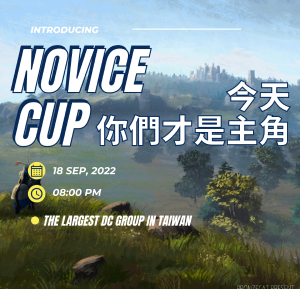 INTRODUCING
NOVICE
CUP
今天
你們才是主角
18 SEP, 2022
08:00 PM
THE LARGEST DC GROUP IN TAIWAN